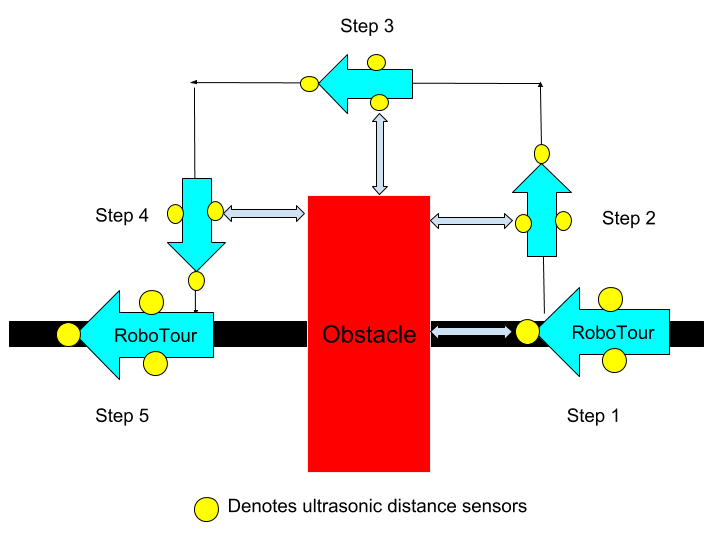 Step 3
Step 4
Step 2
RoboTour
Obstacle
RoboTour
Step 5
Step 1
Denotes ultrasonic distance sensors